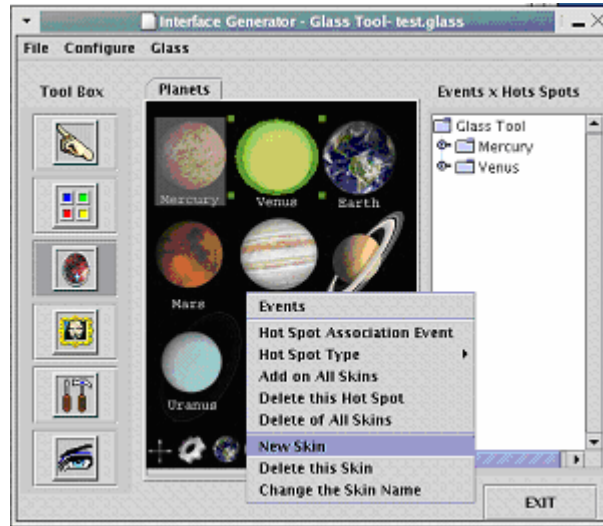 Interface Generator - Glass Tool- test.glass
File Configure Glass
Tool Box
Planets
Events x Hots Spots
Glass Tool
Mercury
Venus
Mercury Venus Earth
Mars
Uranus
Events
Hot Spot Association Event
Hot Spot Type
Add on All Skins
Delete this Hot Spot
Delete of All Skins
New Skin
Delete this Skin
Change the Skin Name
EXIT